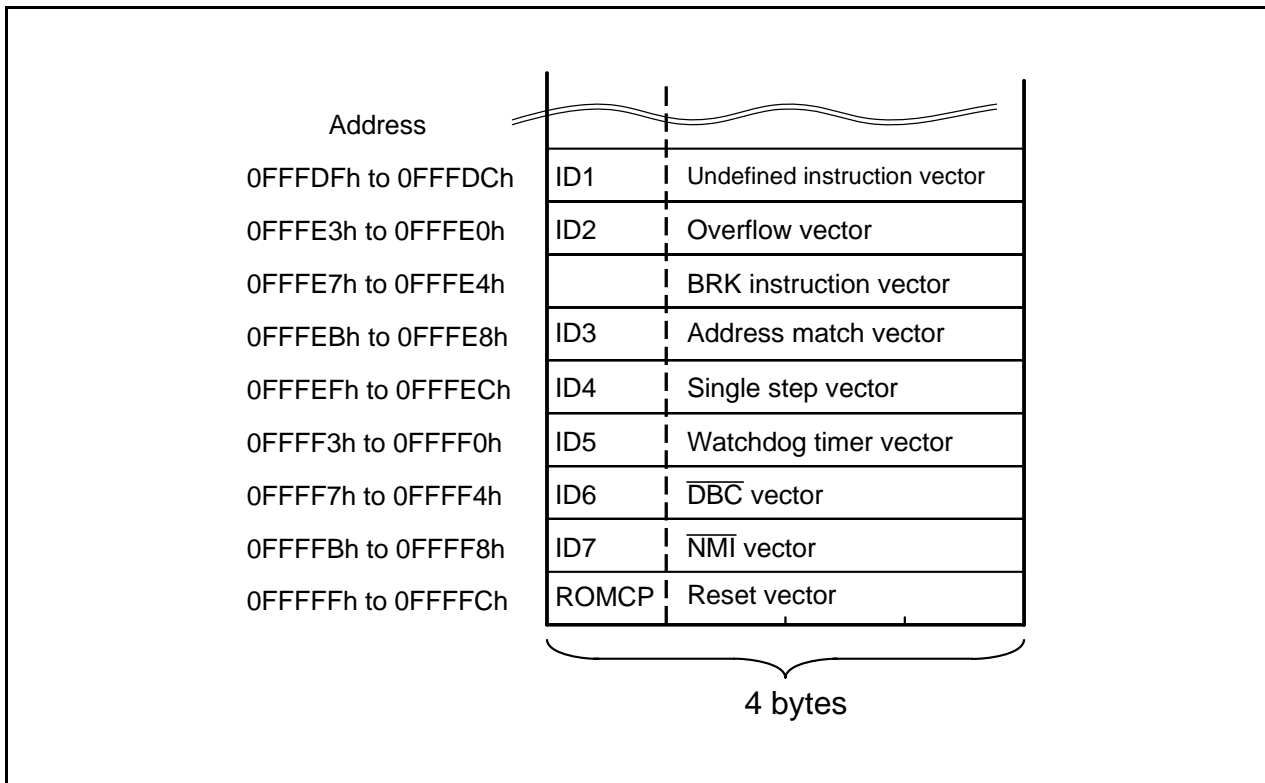 Address
0FFFDFh to 0FFFDCh ID1 Undefined instruction vector
0FFFE3h to 0FFFE0h ID2 Overflow vector
0FFFE7h to 0FFFE4h BRK instruction vector
0FFFEBh to 0FFFE8h ID3 Address match vector
0FFFEFh to 0FFFECh ID4 Single step vector
0FFFF3h to 0FFFF0h ID5 Watchdog timer vector
0FFFF7h to 0FFFF4h ID6 D̅B̅C̅ vector
0FFFFBh to 0FFFF8h ID7 N̅M̅I̅ vector
0FFFFFh to 0FFFFCh ROMCP Reset vector
4 bytes